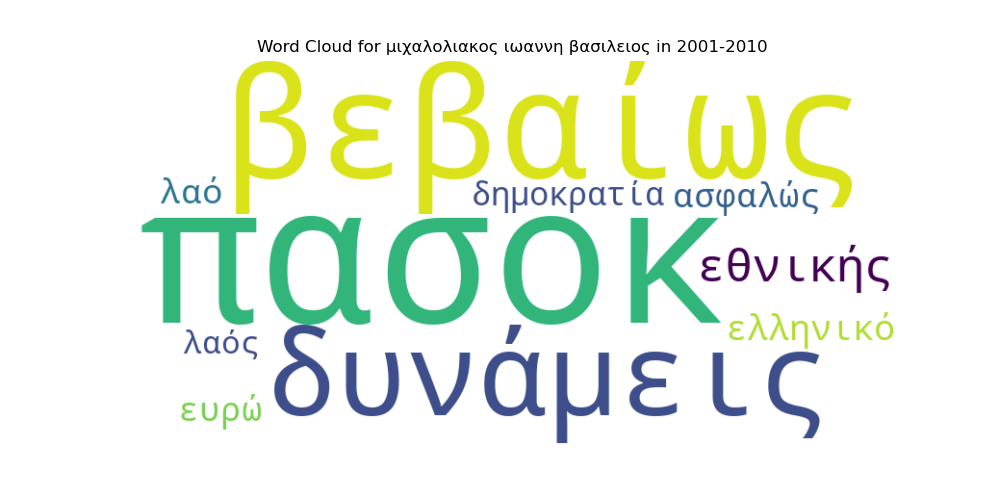 Word Cloud for μιχαλολιακος ιωαννη βασιλειος in 2001-2010
βεβαίως
λαό δημοκρατία ασφαλώς
πασοκ εθνικής
ελληνικό
λαός δυνάμεις
ευρώ